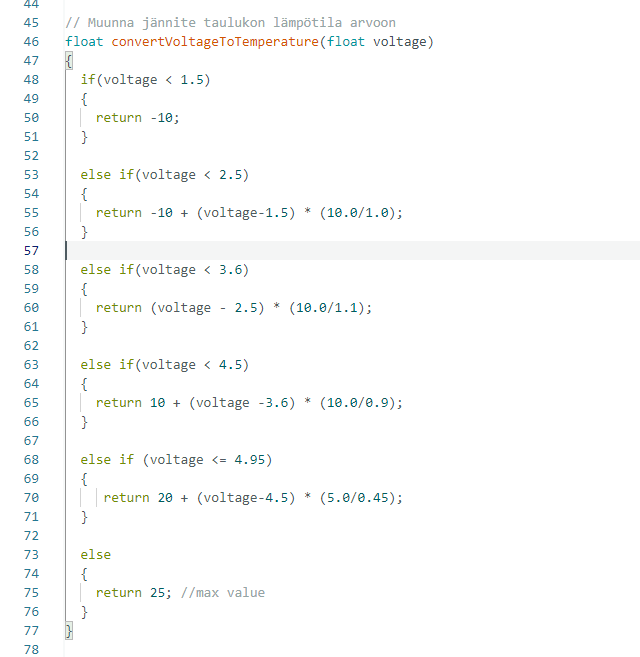 44
45 // Muunna jännite taulukon lämpötila arvoon
46 float convertVoltageToTemperature(float voltage)
47 {
48 if(voltage < 1.5)
49 {
50 return -10;
51 }
52
53 else if(voltage < 2.5)
54 {
55 return -10 + (voltage-1.5) * (10.0/1.0);
56 }
57
58 else if(voltage < 3.6)
59 {
60 return (voltage - 2.5) * (10.0/1.1);
61 }
62
63 else if(voltage < 4.5)
64 {
65 return 10 + (voltage -3.6) * (10.0/0.9);
66 }
67
68 else if (voltage <= 4.95)
69 {
70 return 20 + (voltage-4.5) * (5.0/0.45);
71 }
72
73 else
74 {
75 return 25; //max value
76 }
77 }
78